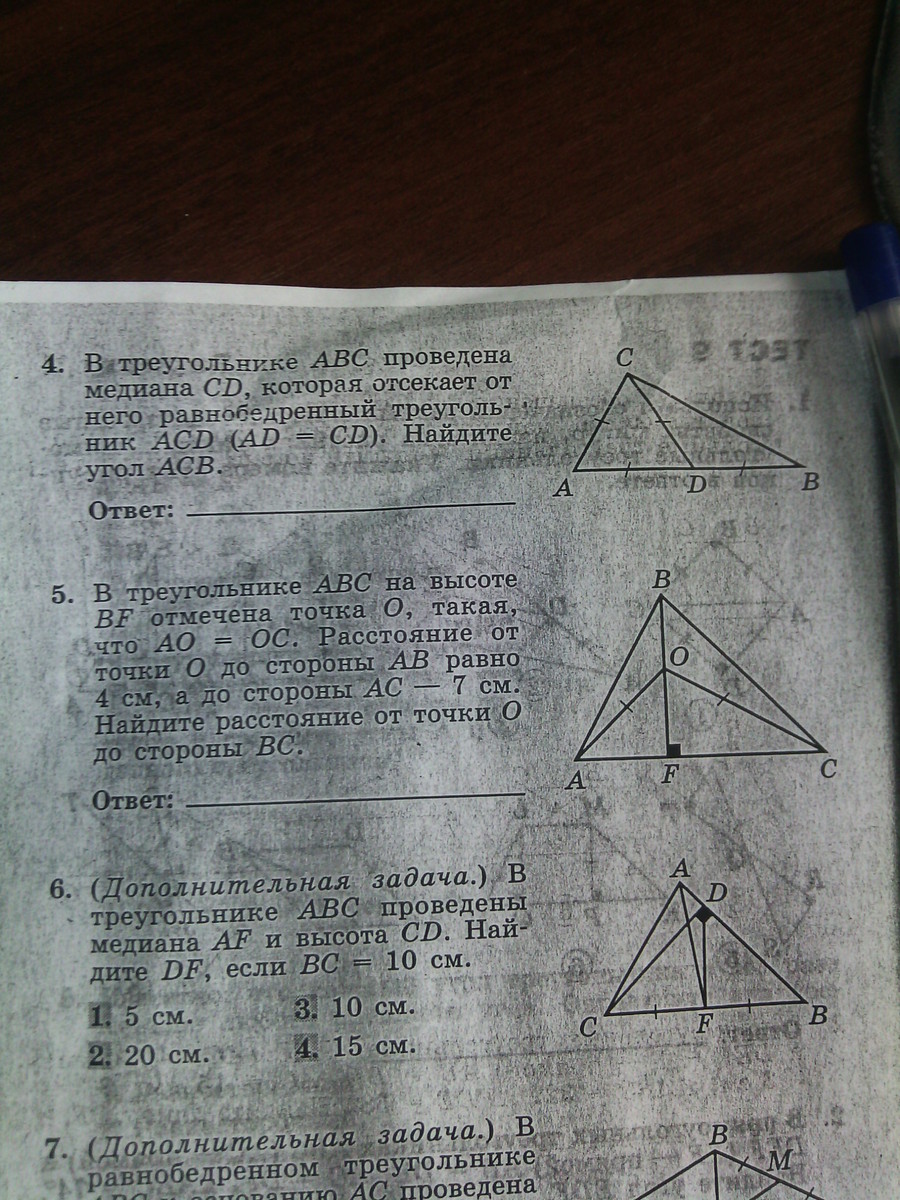 4. В треугольнике ABC проведена
медиана CD, которая отсекает от
него равнобедренный треуголь-
ник ACD (AD = CD). Найдите
угол ACB.
Ответ:
C
A
D
B
5. В треугольнике ABC на высоте
BF отмечена точка O, такая,
что AO = OC. Расстояние от
точки O до стороны AB равно
4 см, а до стороны AC — 7 см.
Найдите расстояние от точки O
до стороны BC.
Ответ:
B
O
A
F
C
6. (Дополнительная задача.) В
треугольнике ABC проведены
медиана AF и высота CD. Най-
дите DF, если BC = 10 см.
1. 5 см.
3. 10 см.
2. 20 см.
4. 15 см.
A
D
C
F
B
7. (Дополнительная задача.) В
равнобедренном треугольнике
основанию AC проведена
B
M